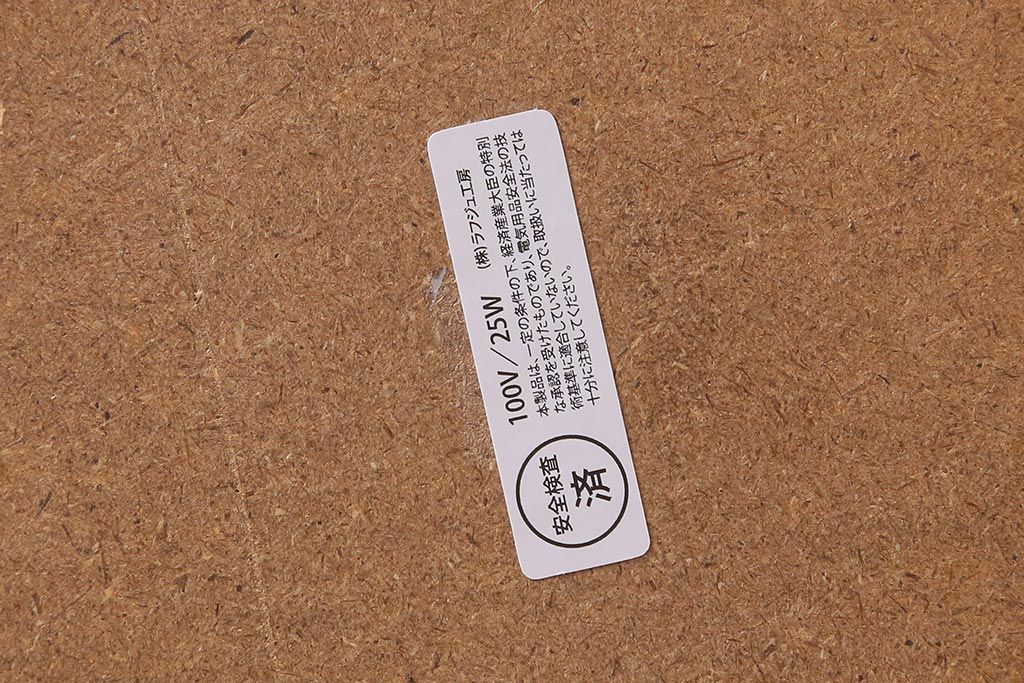 安全検査
済
100V/25W (株)ラフジュ工房
本製品は、一定の条件の下、経済産業大臣の特別
な承認を受けたものであり、電気用品安全法の技
術基準に適合していないので、取扱いに当たっては
十分に注意してください。